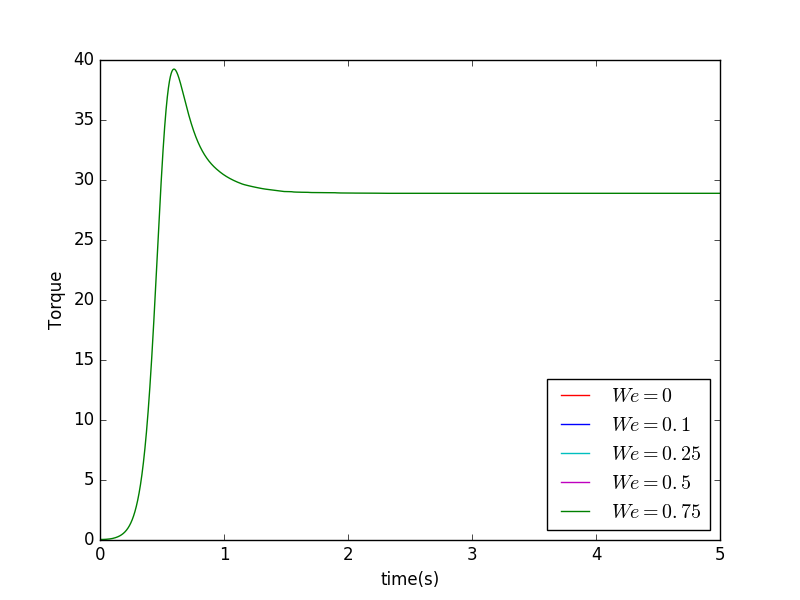 40
35
30
25
20
15
10
5
0
Torque
0 1 2 3 4 5
time(s)
We = 0
We = 0.1
We = 0.25
We = 0.5
We = 0.75